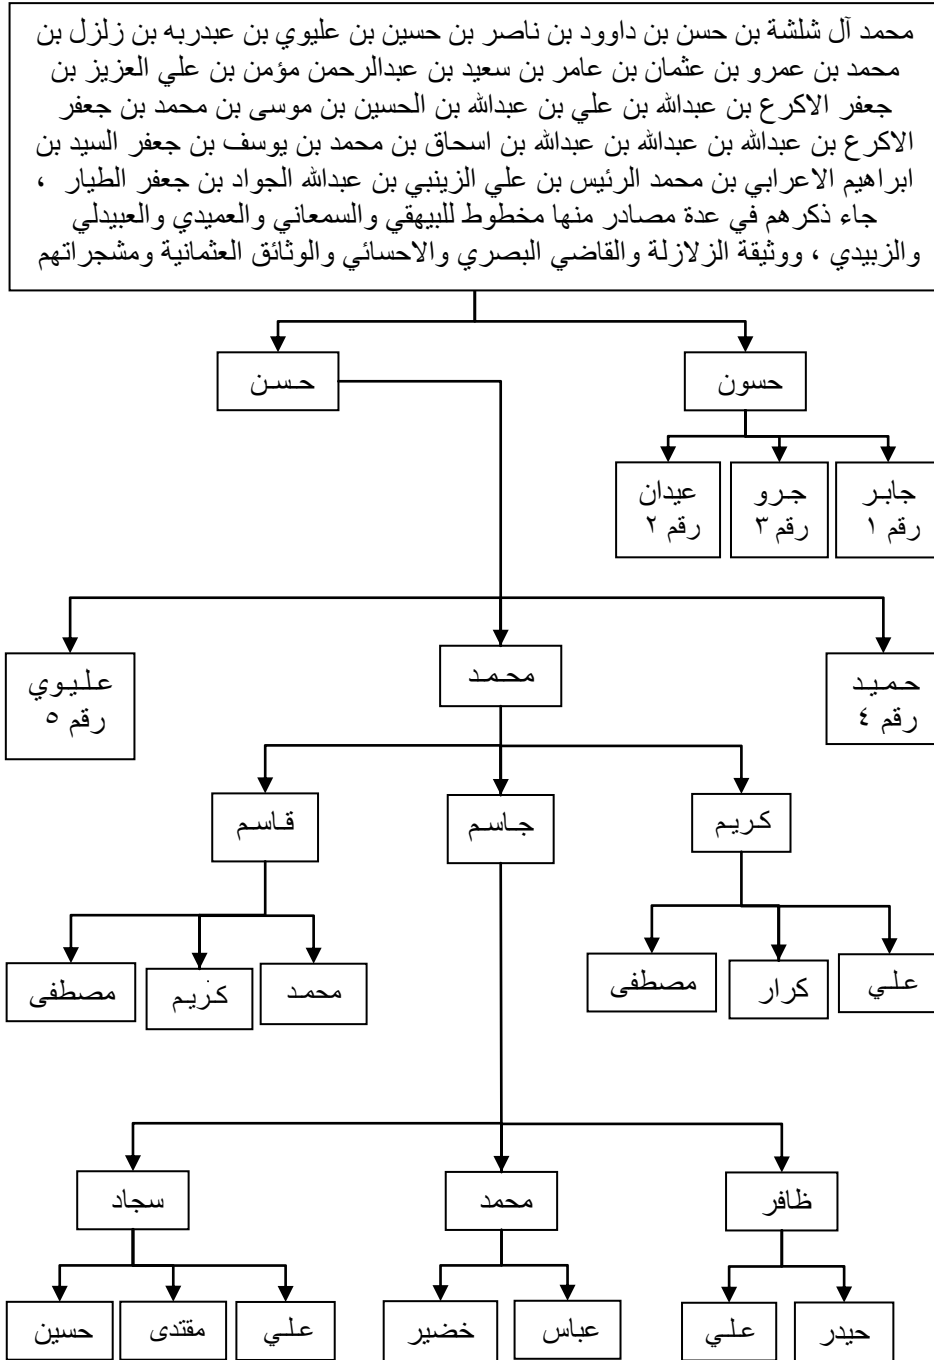 محمد آل شلشة بن حسن بن داوود بن ناصر بن حسين بن عليوي بن عبدربه بن زلزل بن
محمد بن عمرو بن عثمان بن عامر بن سعيد بن عبدالرحمن مؤمن بن علي العزيز بن
جعفر الاكرع بن عبدالله بن علي بن عبدالله بن الحسين بن موسى بن محمد بن جعفر
الاكرع بن عبدالله بن عبدالله بن عبدالله بن اسحاق بن محمد بن يوسف بن جعفر السيد بن
ابراهيم الاعرابي بن محمد الرئيس بن علي الزينبي بن عبدالله الجواد بن جعفر الطيار ،
جاء ذكرهم في عدة مصادر منها مخطوط للبيهقي والسمعاني والعميدي والعبيدلي
والزبيدي ، ووثيقة الزلازلة والقاضي البصري والاحسائي والوثائق العثمانية ومشجراتهم
حسون
حسن
جابر
رقم ١
جرو
رقم ٣
عيدان
رقم ٢
حميد
رقم ٤
محمد
عليوي
رقم ٥
كريم
جاسم
قاسم
علي
كرار
مصطفى
محمد
كريم
مصطفى
ظافر
محمد
سجاد
حيدر
علي
عباس
خضير
علي
مقتدى
حسين